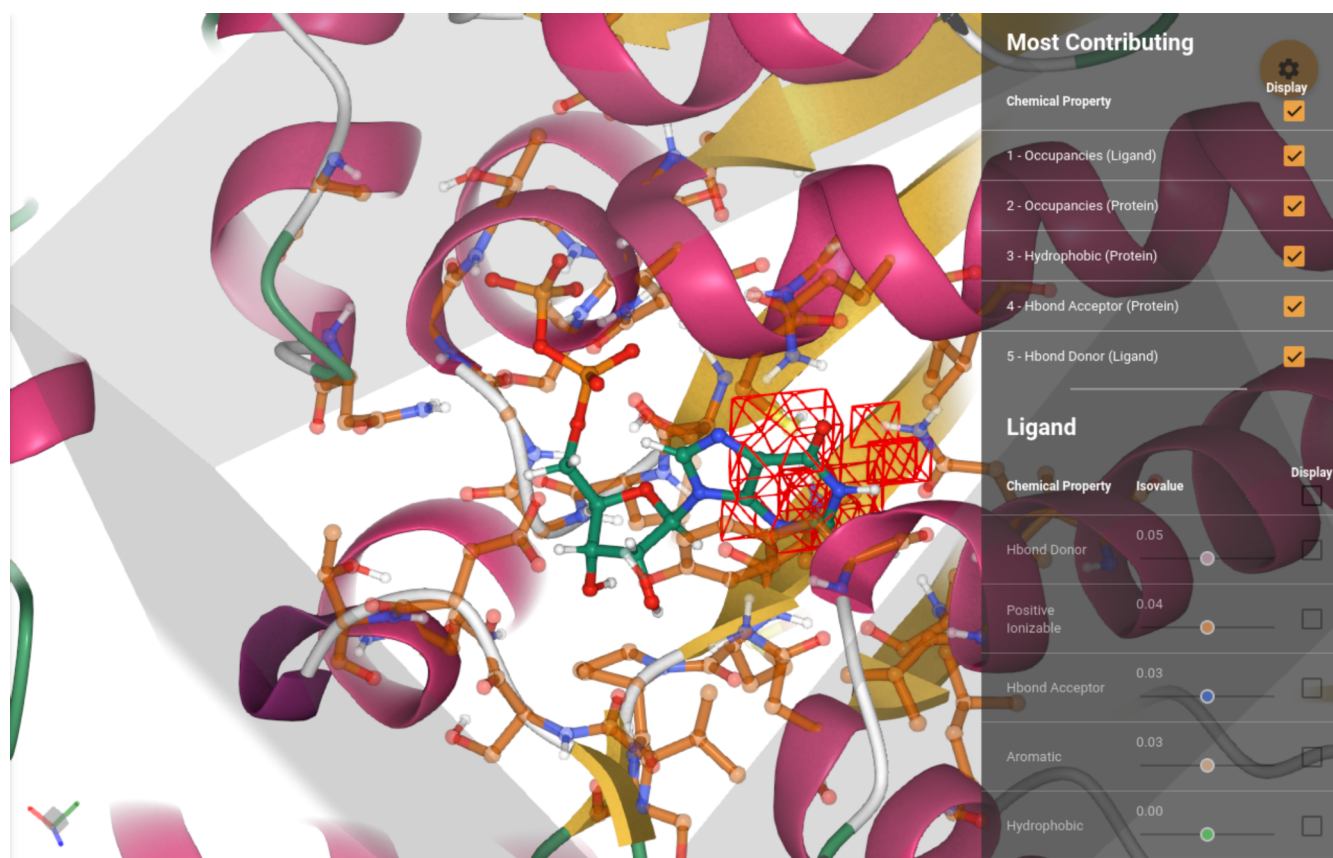 Most Contributing
Display
Chemical Property
1 - Occupancies (Ligand)
2 - Occupancies (Protein)
3 - Hydrophobic (Protein)
4 - Hbond Acceptor (Protein)
5 - Hbond Donor (Ligand)
Ligand
Chemical Property Isovalue Display
Hbond Donor 0.05
Positive
Ionizable 0.04
Hbond Acceptor 0.03
Aromatic 0.03
Hydrophobic 0.00